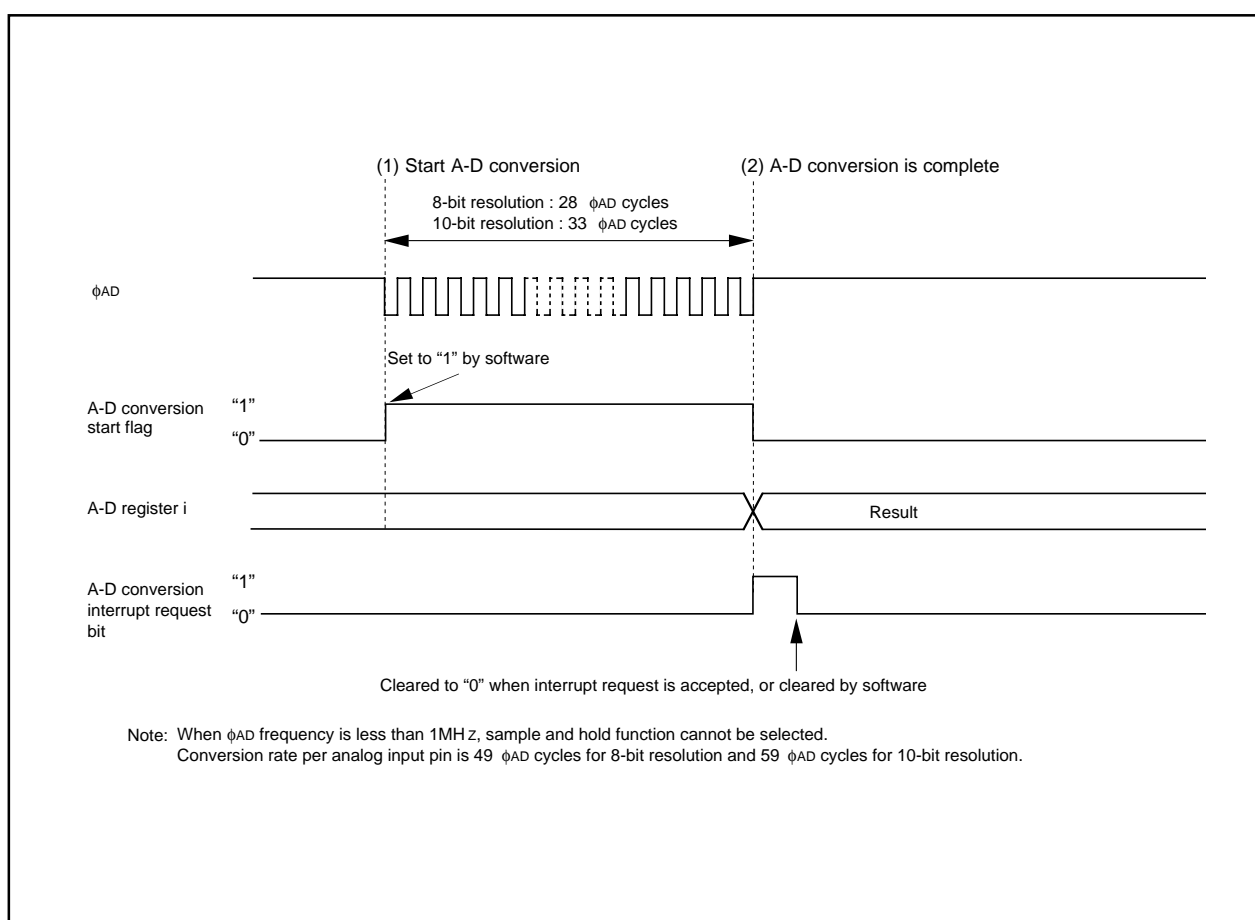 (1) Start A-D conversion
(2) A-D conversion is complete
8-bit resolution : 28 ϕAD cycles
10-bit resolution : 33 ϕAD cycles
ϕAD
Set to “1” by software
A-D conversion
start flag
“1”
“0”
A-D register i
Result
A-D conversion
interrupt request
bit
“1”
“0”
Cleared to “0” when interrupt request is accepted, or cleared by software
Note: When ϕAD frequency is less than 1MHZ, sample and hold function cannot be selected.
Conversion rate per analog input pin is 49 ϕAD cycles for 8-bit resolution and 59 ϕAD cycles for 10-bit resolution.